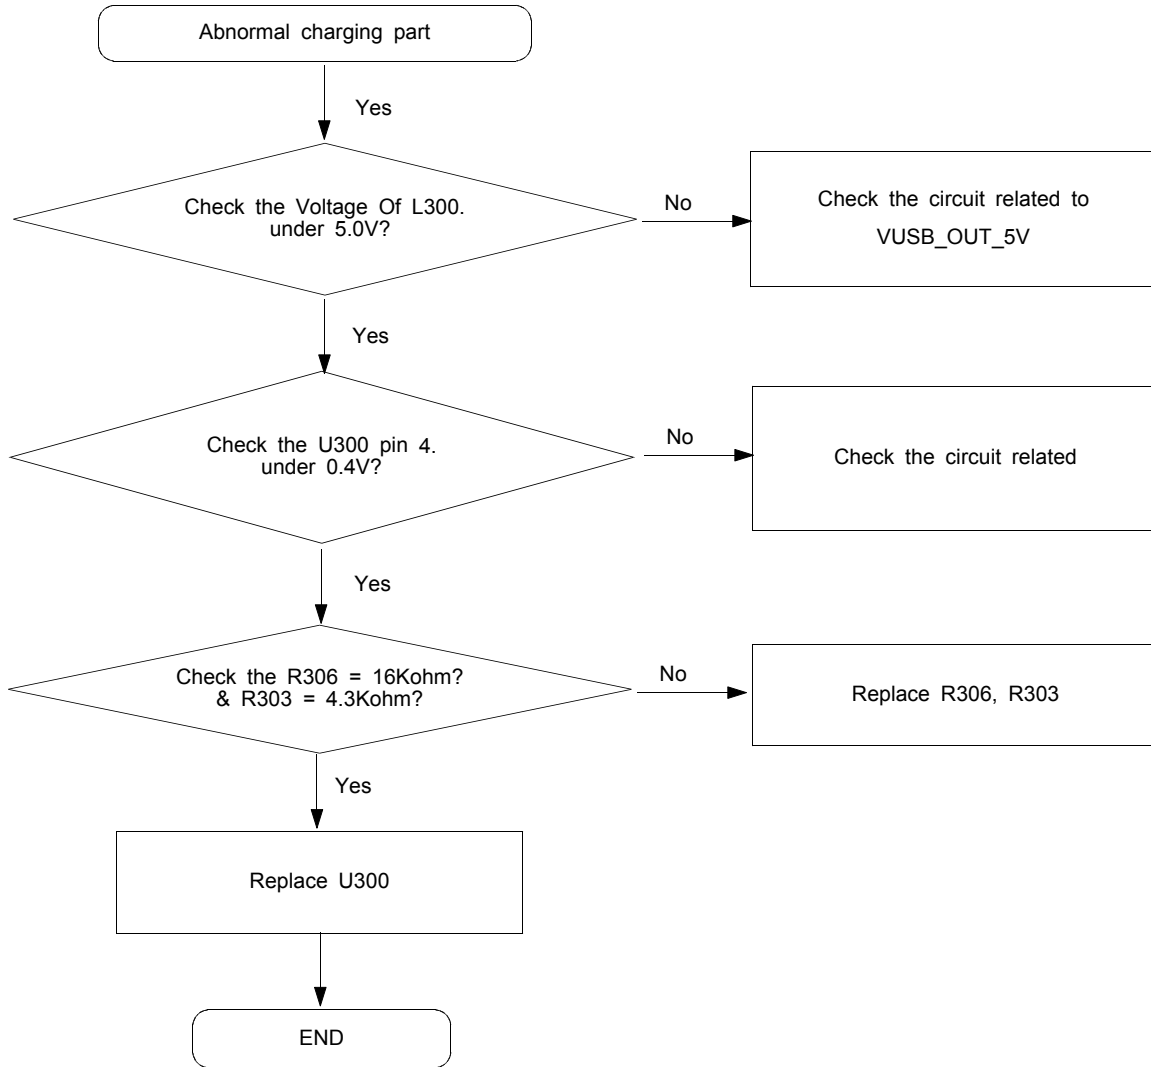 Abnormal charging part
Yes
Check the Voltage Of L300.
under 5.0V?
No
Check the circuit related to
VUSB_OUT_5V
Yes
Check the U300 pin 4.
under 0.4V?
No
Check the circuit related
Yes
Check the R306 = 16Kohm?
& R303 = 4.3Kohm?
No
Replace R306, R303
Yes
Replace U300
END